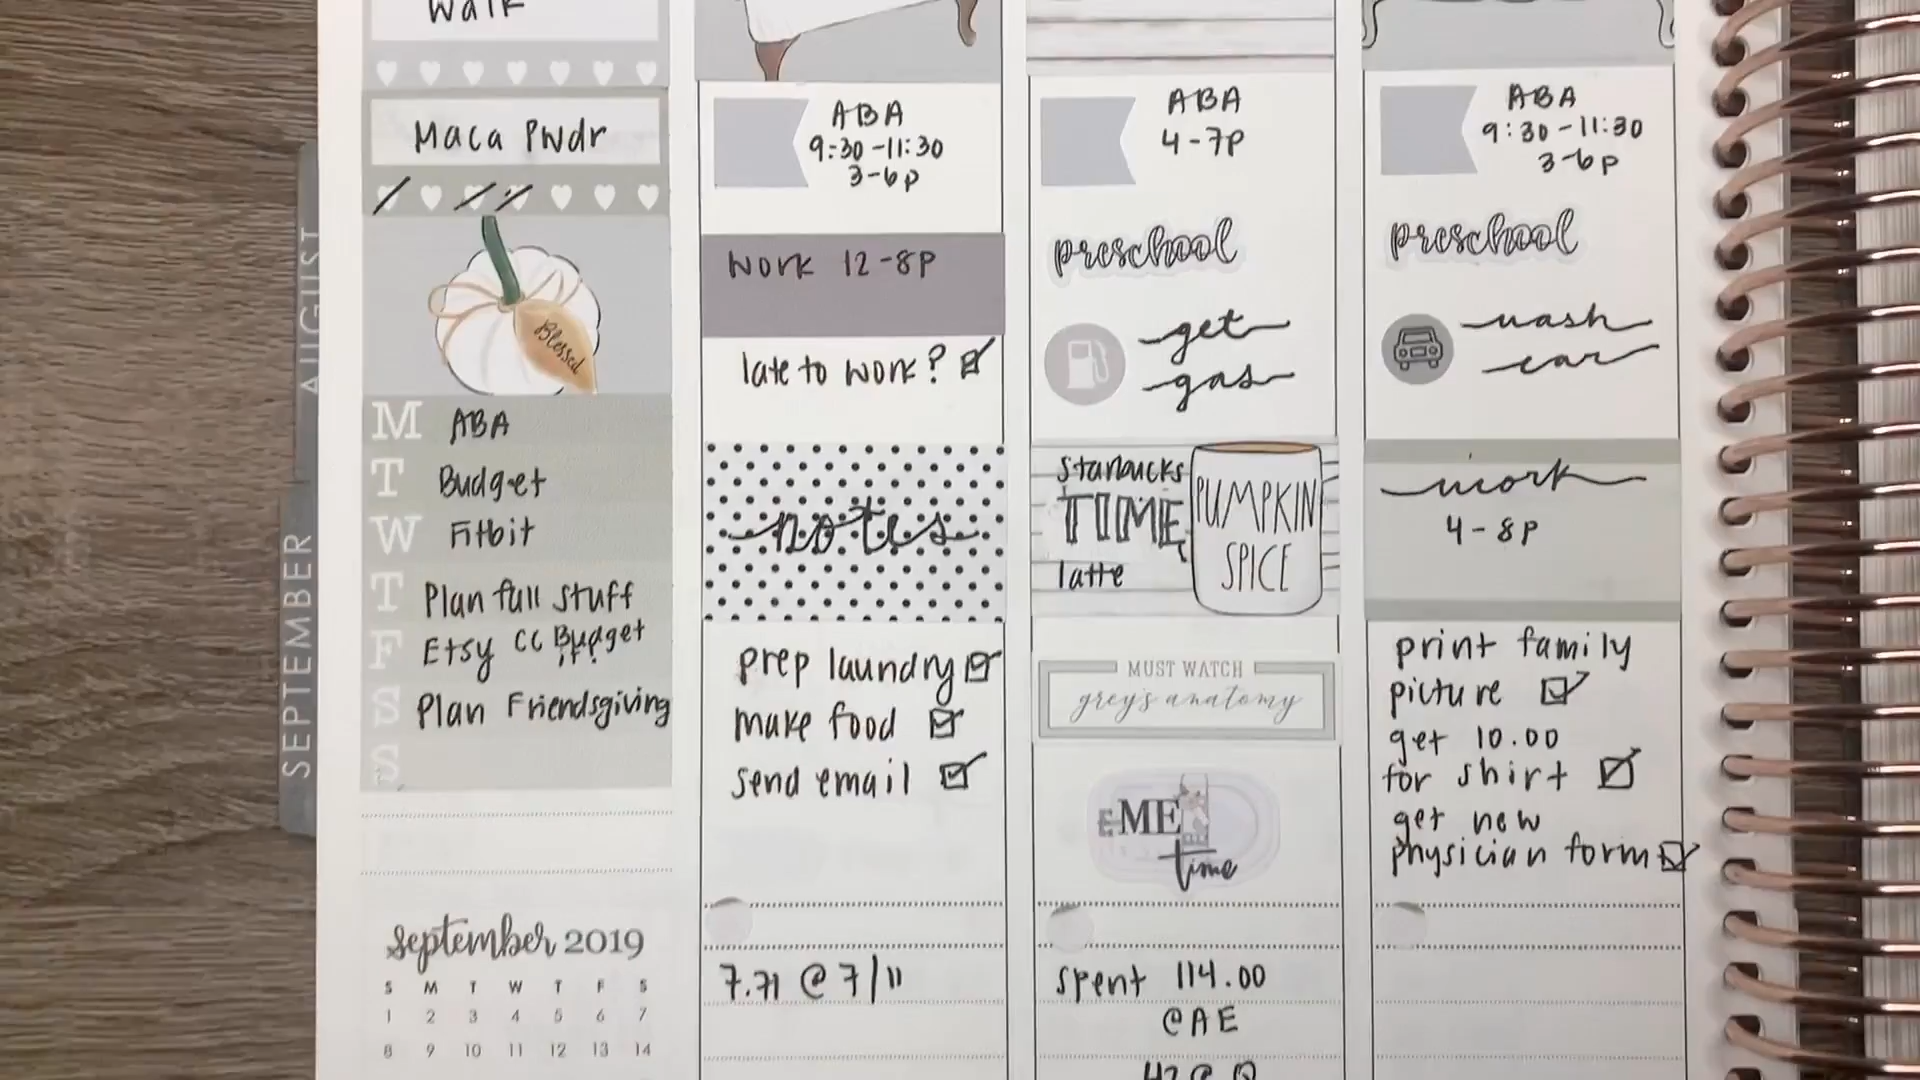 walk
Maca Pwdr
Blessed
M ABA
T Budget
W Fitbit
T Plan full stuff
F Etsy CC Budget
S Plan Friendsgiving
S
september 2019
S M T W T F S
1 2 3 4 5 6 7
8 9 10 11 12 13 14
AUGUST
SEPTEMBER
ABA
9:30-11:30
3-6p
work 12-8p
late to work?
notes
prep laundry
make food
send email
7.71 @ 7/11
ABA
4-7p
preschool
get
gas
starbucks
TIME
latte
PUMPKIN
SPICE
MUST WATCH
grey's anatomy
ME
time
spent 114.00
@AE
ABA
9:30-11:30
3-6p
preschool
wash
car
work
4-8p
print family
picture
get 10.00
for shirt
get new
physician form